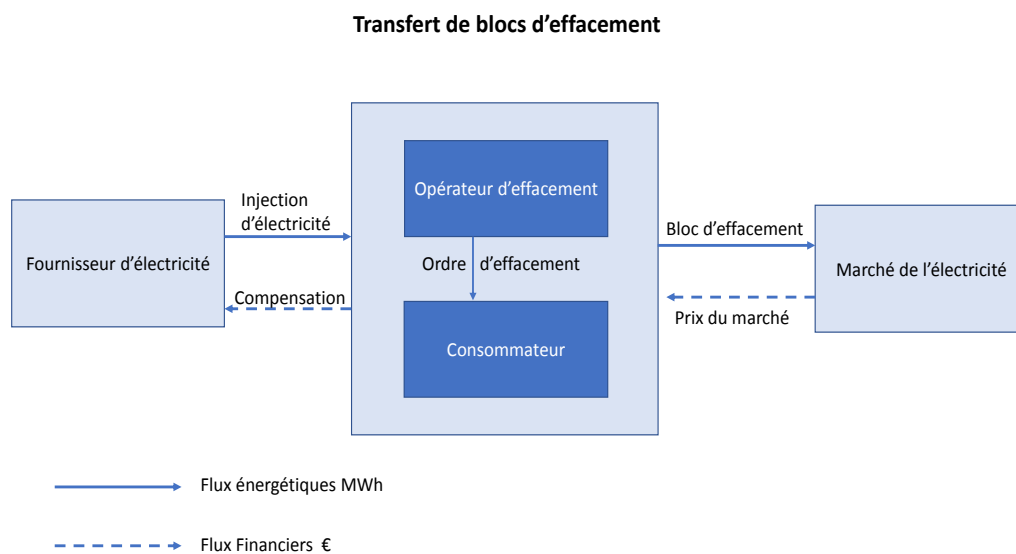 Transfert de blocs d’effacement
Opérateur d’effacement
Injection
d’électricité
Bloc d’effacement
Fournisseur d’électricité
Ordre d’effacement
Marché de l’électricité
Compensation
Prix du marché
Consommateur
Flux énergétiques MWh
Flux Financiers €